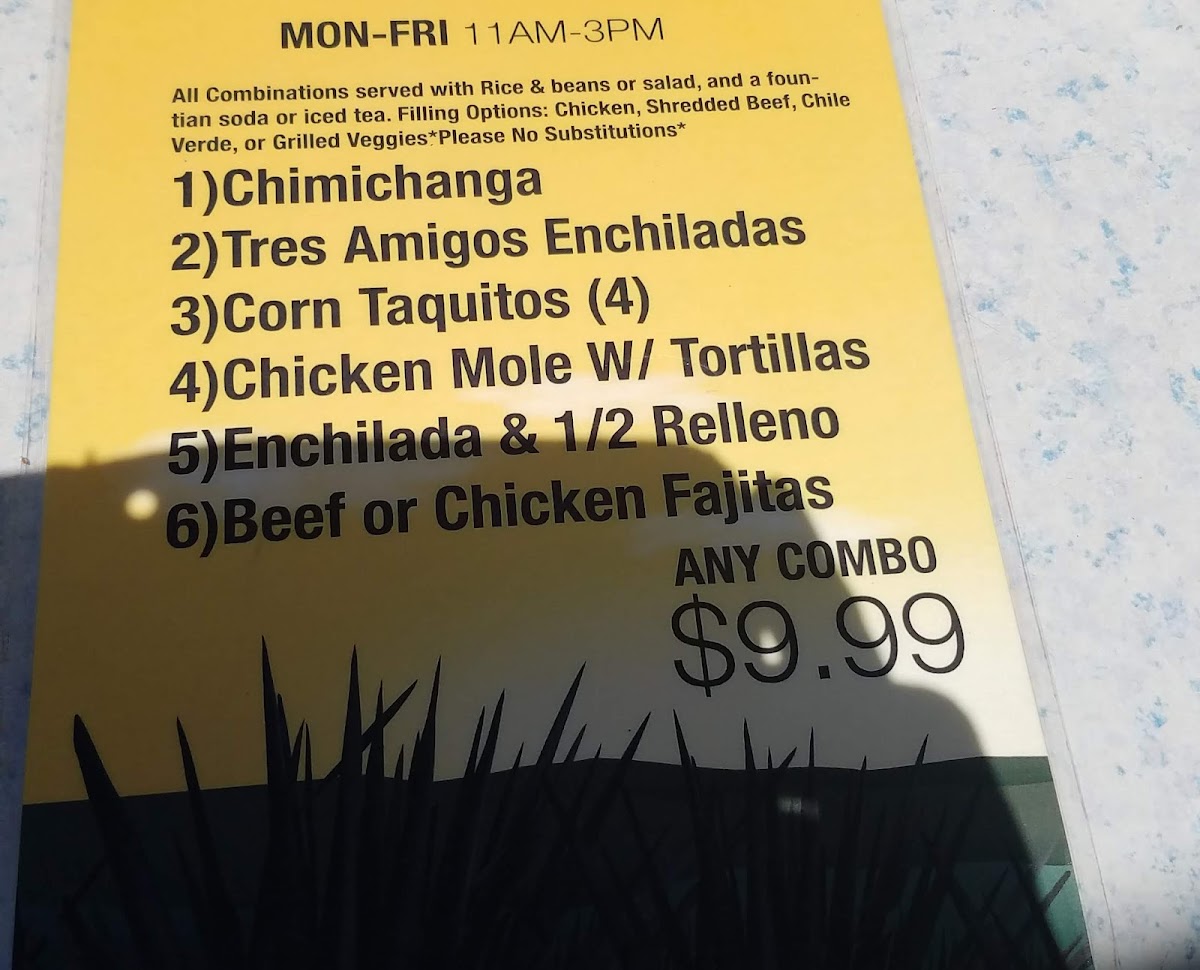 MON-FRI 11AM-3PM
All Combinations served with Rice & beans or salad, and a foun-
tian soda or iced tea. Filling Options: Chicken, Shredded Beef, Chile
Verde, or Grilled Veggies*Please No Substitutions*
1)Chimichanga
2)Tres Amigos Enchiladas
3)Corn Taquitos (4)
4)Chicken Mole W/ Tortillas
5)Enchilada & 1/2 Relleno
6)Beef or Chicken Fajitas
ANY COMBO
$9.99